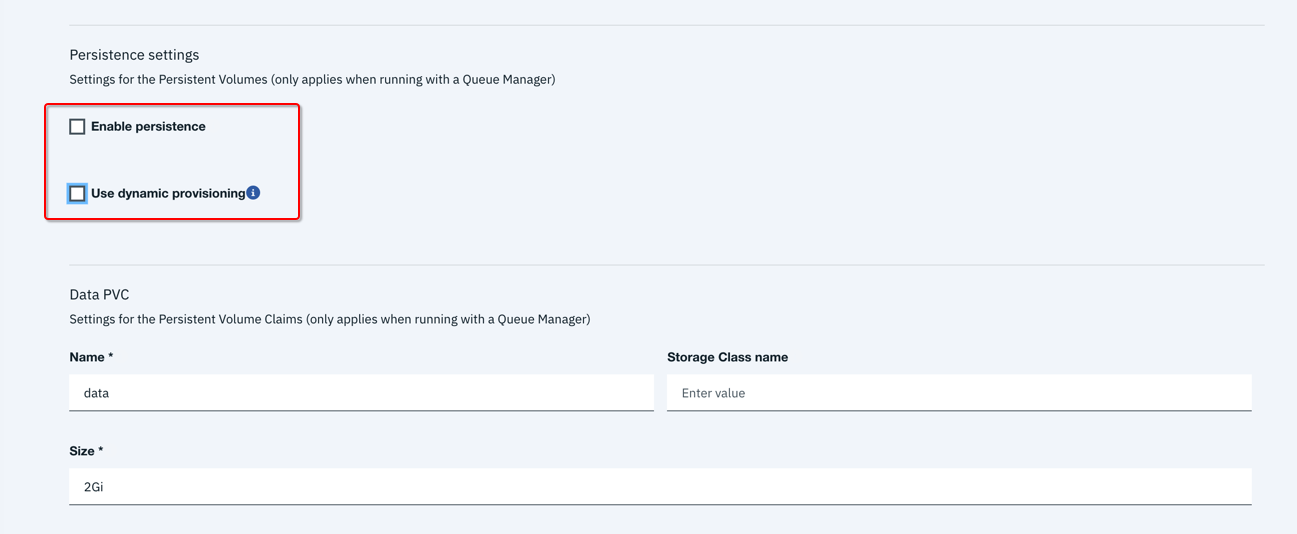 Persistence settings
Settings for the Persistent Volumes (only applies when running with a Queue Manager)
Enable persistence
Use dynamic provisioning
Data PVC
Settings for the Persistent Volume Claims (only applies when running with a Queue Manager)
Name *
Storage Class name
data
Enter value
Size *
2Gi